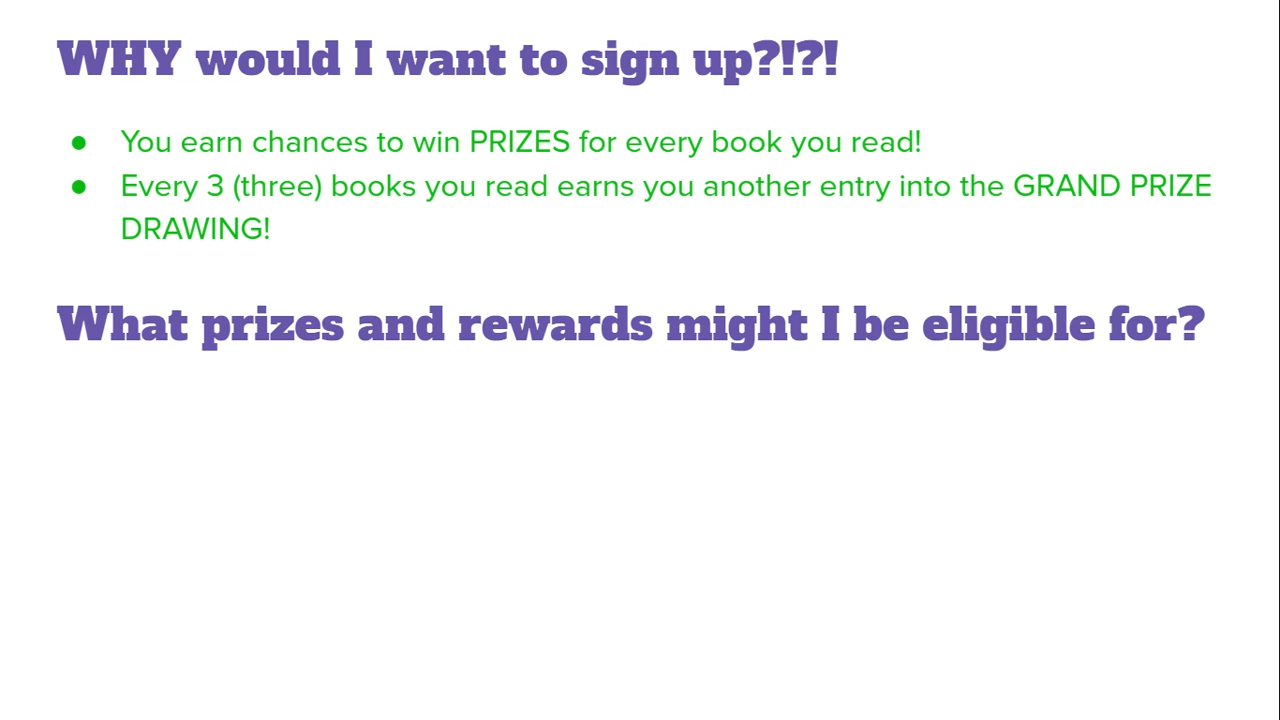 WHY would I want to sign up?!?!
● You earn chances to win PRIZES for every book you read!
● Every 3 (three) books you read earns you another entry into the GRAND PRIZE
DRAWING!
What prizes and rewards might I be eligible for?